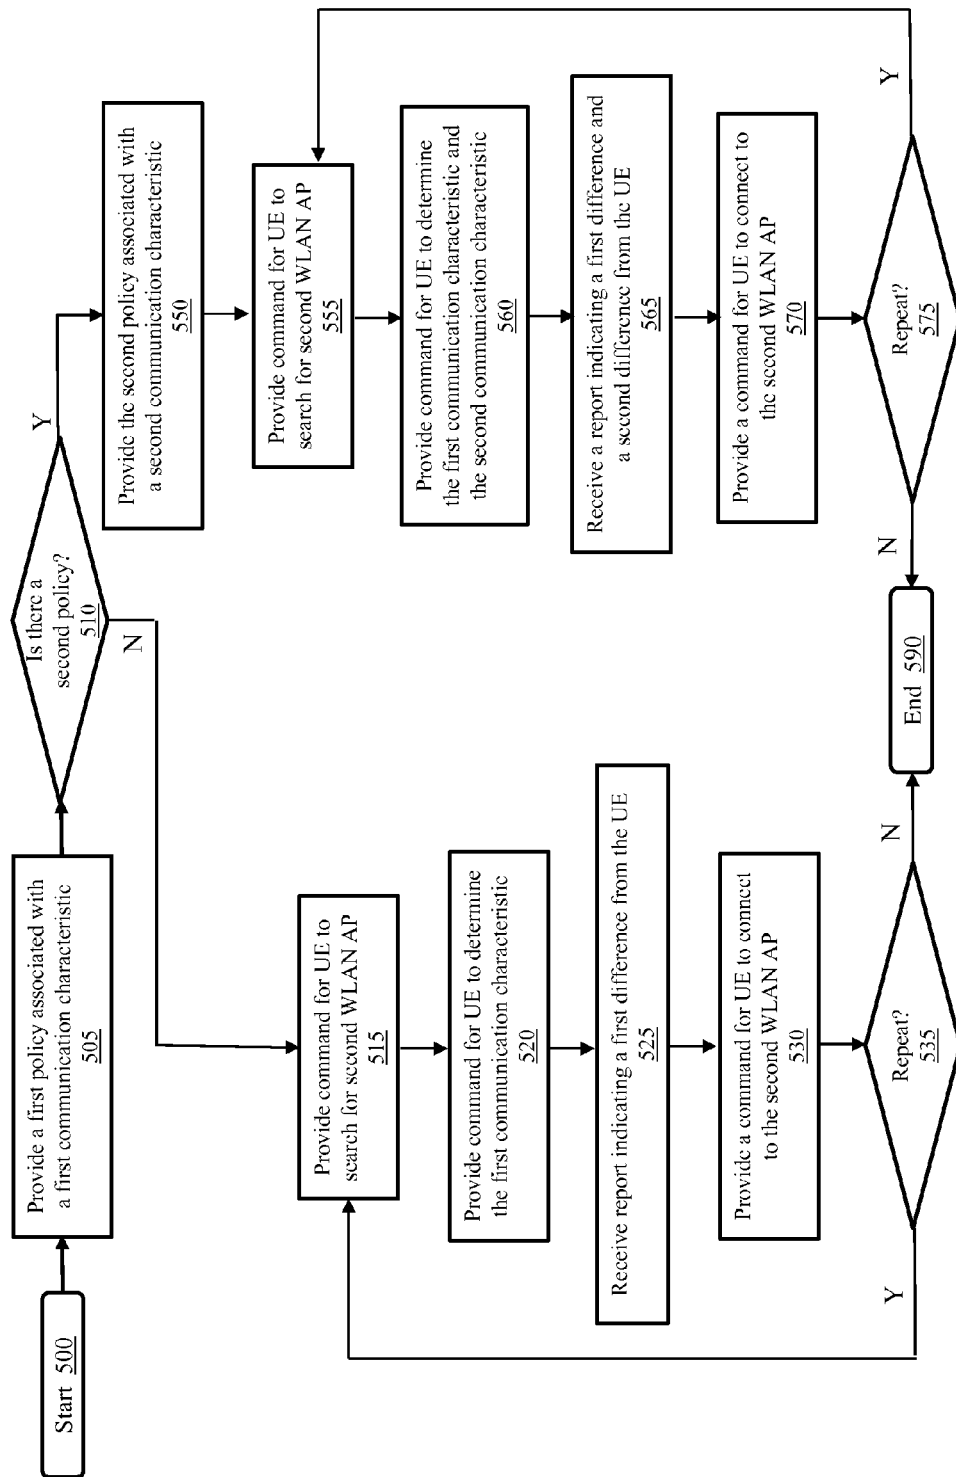 Start 500
Provide a first policy associated with
a first communication characteristic
505
Is there a
second policy?
510
Y
N
Provide the second policy associated with
a second communication characteristic
550
Provide command for UE to
search for second WLAN AP
555
Provide command for UE to determine
the first communication characteristic and
the second communication characteristic
560
Receive a report indicating a first difference and
a second difference from the UE
565
Provide a command for UE to connect to
the second WLAN AP
570
Repeat?
575
Y
N
Provide command for UE to
search for second WLAN AP
515
Provide command for UE to determine
the first communication characteristic
520
Receive report indicating a first difference from the UE
525
Provide a command for UE to connect
to the second WLAN AP
530
Repeat?
535
Y
N
End 590